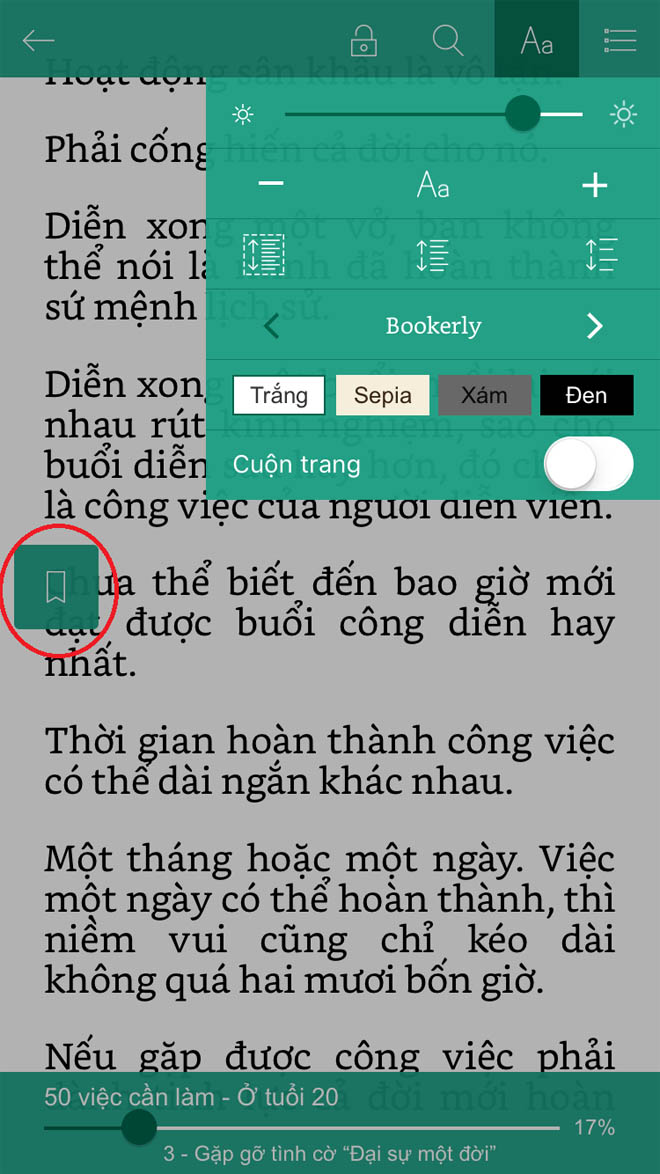 Aa
Hoạt động sân khấu là vô tận.
Phải cống hiến cả đời cho nó.
Aa
Diễn xong một vở, bạn không
thể nói là mình đã hoàn thành
sứ mệnh lịch sử.
Bookerly
Trắng Sepia Xám Đen
Diễn xong
nhau rút kinh nghiệm, sao cho
buổi diễn hơn, đó
Cuộn trang
là công việc của người diễn viên.
Chưa thể biết đến bao giờ mới
đạt được buổi công diễn hay
nhất.
Thời gian hoàn thành công việc
có thể dài ngắn khác nhau.
Một tháng hoặc một ngày. Việc
một ngày có thể hoàn thành, thì
niềm vui cũng chỉ kéo dài
không quá hai mươi bốn giờ.
Nếu gặp được công việc phải
đời mới hoàn
50 việc cần làm - Ở tuổi 20
17%
3 - Gặp gỡ tình cờ “Đại sự một đời”